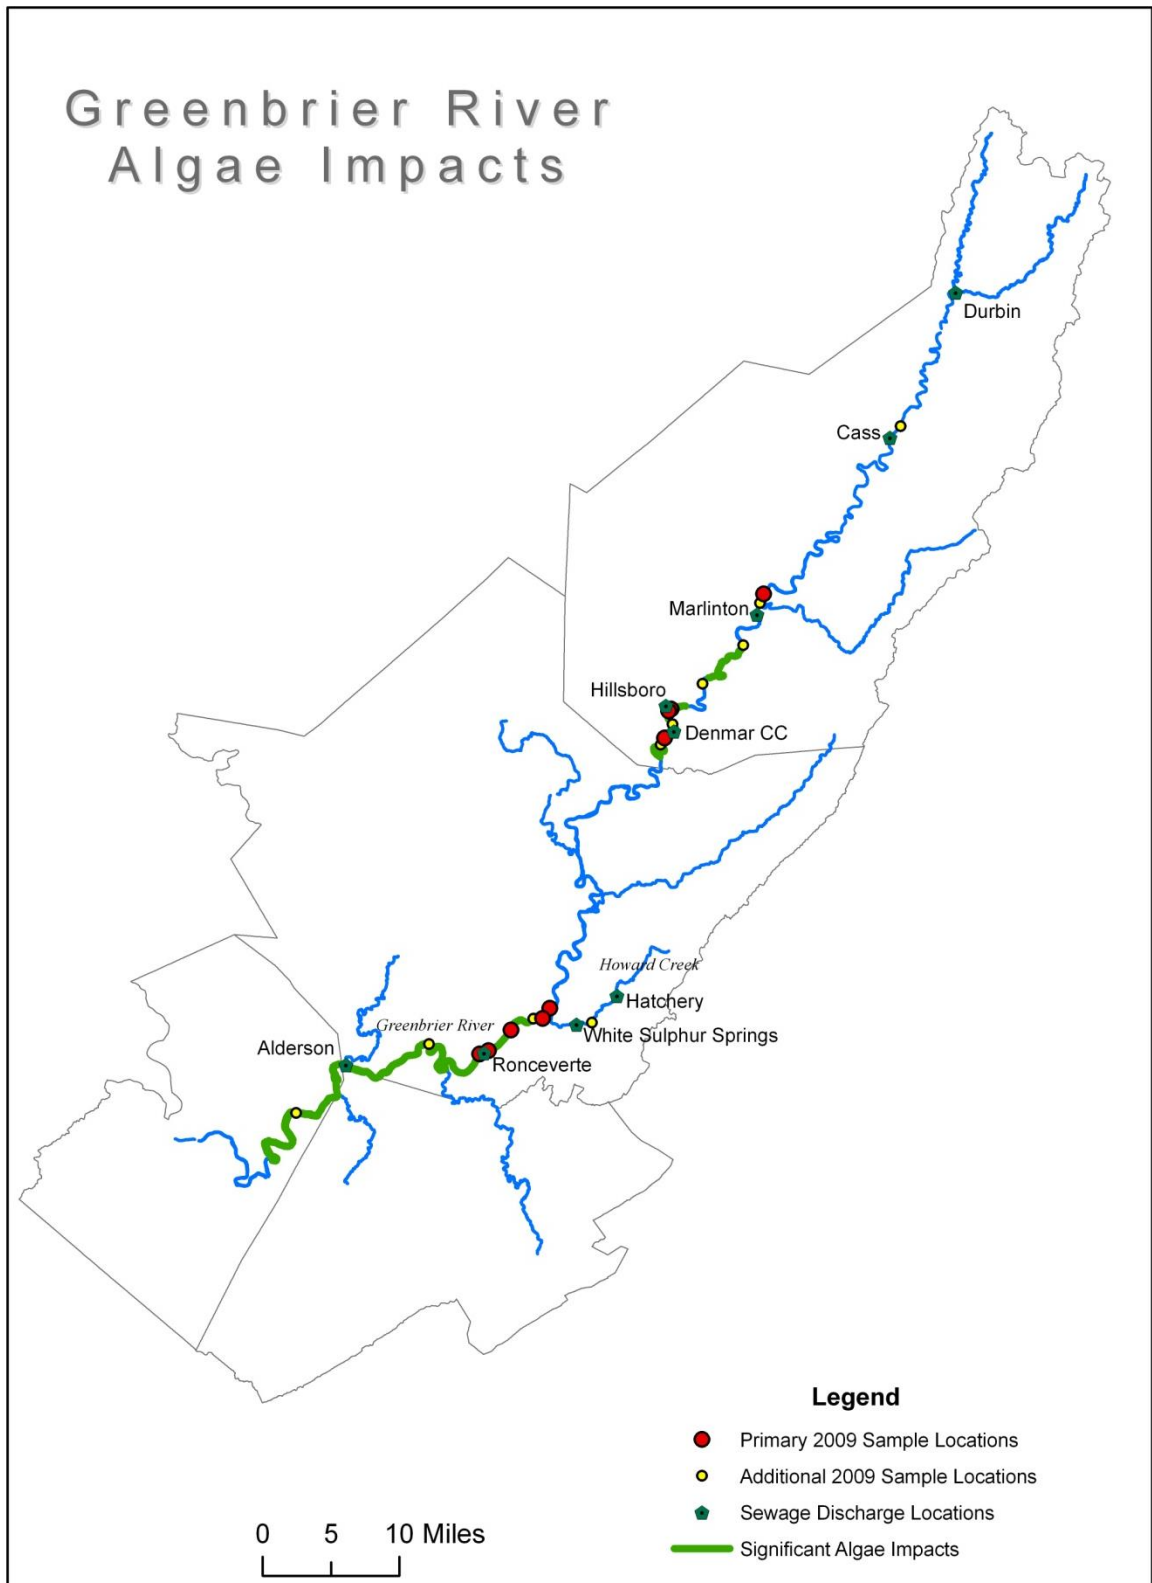 Greenbrier River
Algae Impacts
Durbin
Cass
Marlinton
Hillsboro
Denmar CC
Howard Creek
Hatchery
Greenbrier River
White Sulphur Springs
Alderson
Ronceverte
Legend
Primary 2009 Sample Locations
Additional 2009 Sample Locations
Sewage Discharge Locations
Significant Algae Impacts
0 5 10 Miles